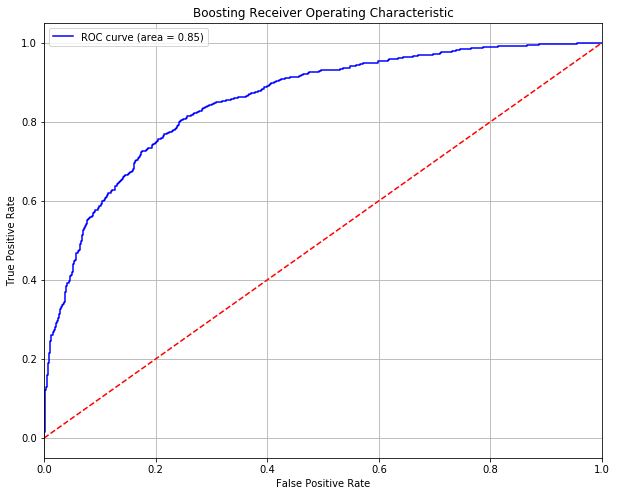 Boosting Receiver Operating Characteristic
ROC curve (area = 0.85)
1.0
0.8
0.6
0.4
0.2
0.0
True Positive Rate
0.0 0.2 0.4 0.6 0.8 1.0
False Positive Rate